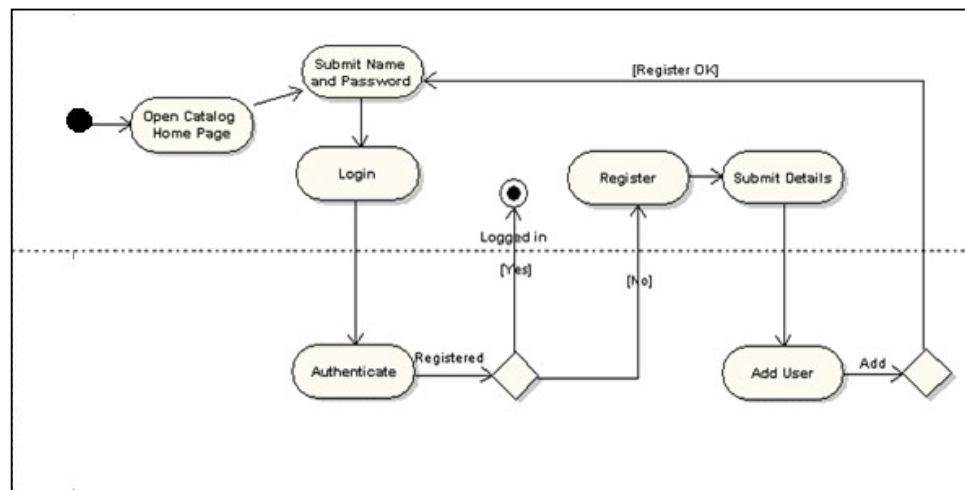 Submit Name
and Password
[Register OK]
Open Catalog
Home Page
Login
Register
Submit Details
Logged in
[Yes]
[No]
Authenticate
Registered
Add User
Add